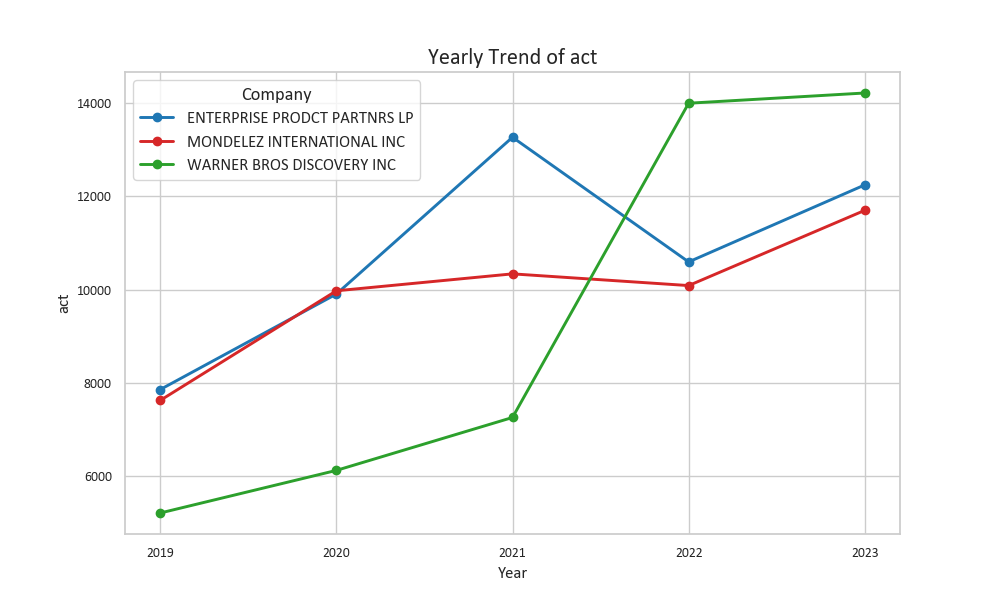 Yearly Trend of act
Company
ENTERPRISE PRODCT PARTNRS LP
MONDELEZ INTERNATIONAL INC
WARNER BROS DISCOVERY INC
14000
12000
10000
8000
6000
act
2019 2020 2021 2022 2023
Year